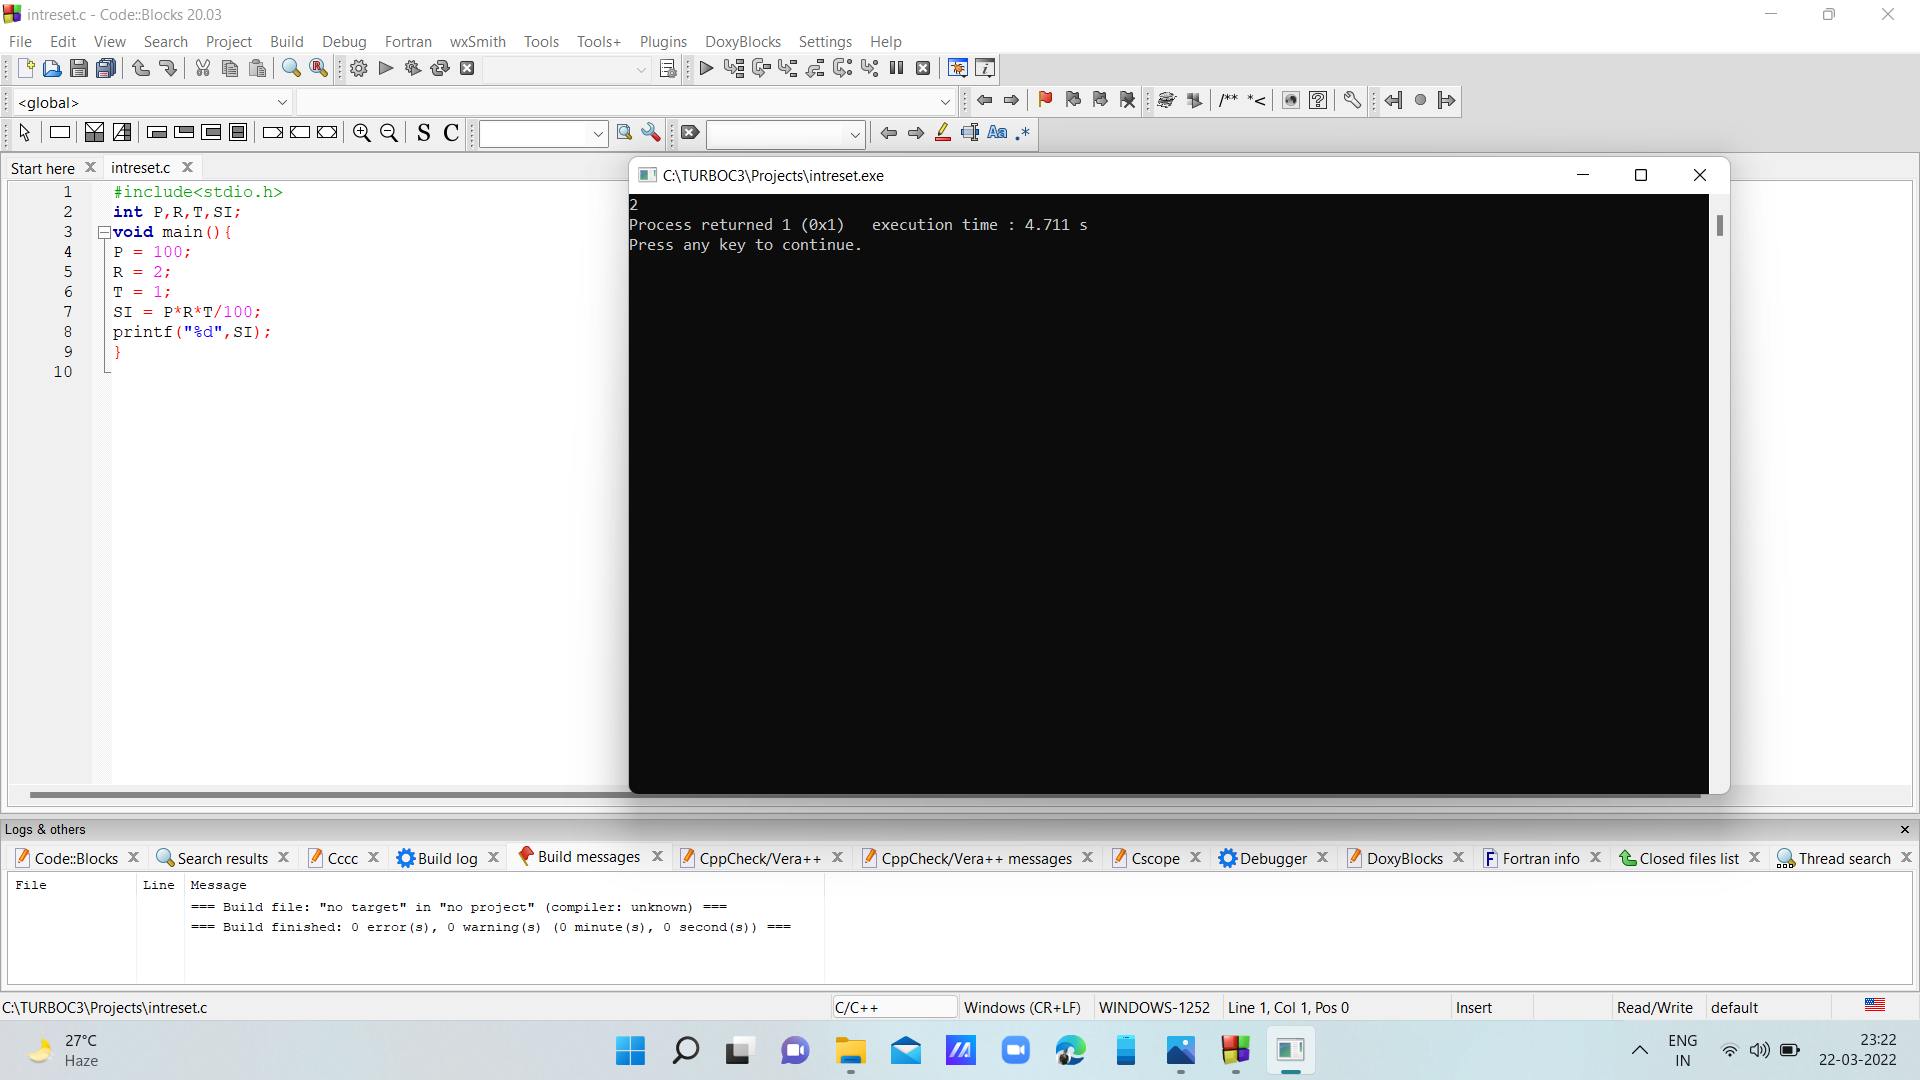 intreset.c - Code::Blocks 20.03
File Edit View Search Project Build Debug Fortran wxSmith Tools Tools+ Plugins DoxyBlocks Settings Help
<global>
/** *<
S C
Aa .*
Start here intreset.c
C:\TURBOC3\Projects\intreset.exe
1 #include<stdio.h>
2 int P,R,T,SI;
3 void main(){
4 P = 100;
5 R = 2;
6 T = 1;
7 SI = P*R*T/100;
8 printf("%d",SI);
9 }
10
2
Process returned 1 (0x1)   execution time : 4.711 s
Press any key to continue.
Logs & others
Code::Blocks Search results Cccc Build log Build messages CppCheck/Vera++ CppCheck/Vera++ messages Cscope Debugger DoxyBlocks Fortran info Closed files list Thread search
File Line Message
=== Build file: "no target" in "no project" (compiler: unknown) ===
=== Build finished: 0 error(s), 0 warning(s) (0 minute(s), 0 second(s)) ===
C:\TURBOC3\Projects\intreset.c C/C++ Windows (CR+LF) WINDOWS-1252 Line 1, Col 1, Pos 0 Insert Read/Write default
27°C
Haze
ENG
IN
23:22
22-03-2022